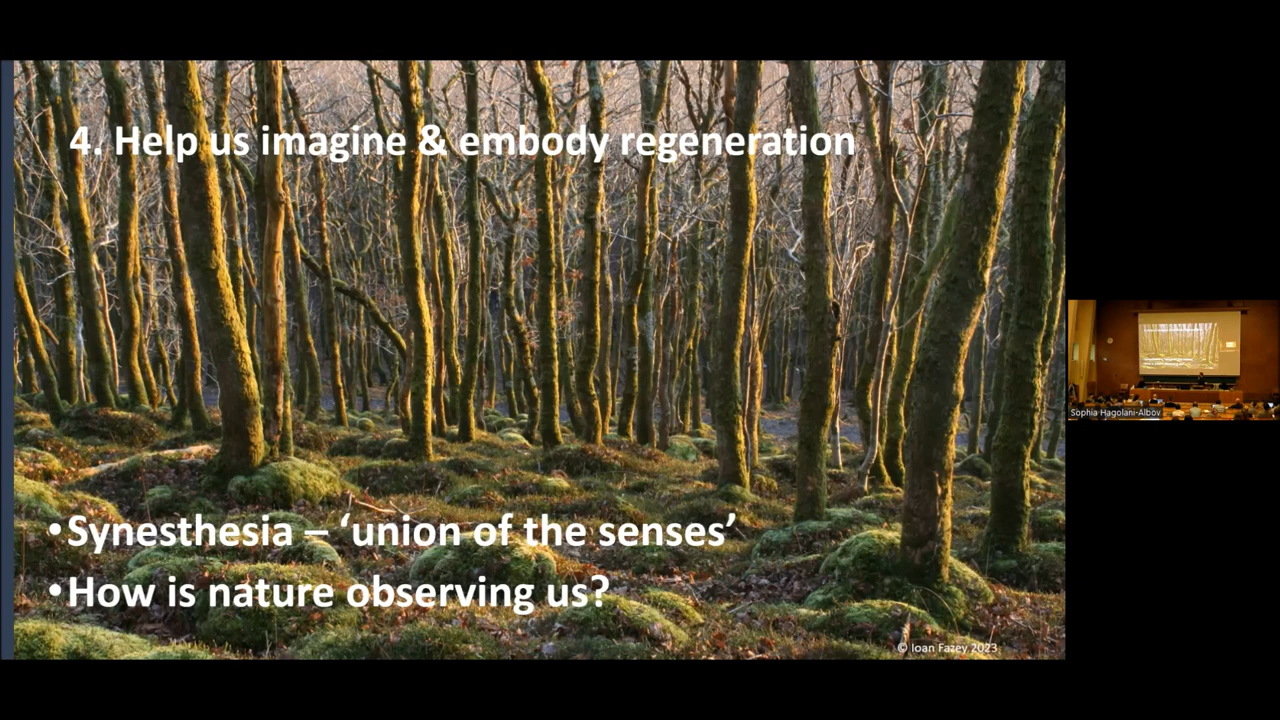 4. Help us imagine & embody regeneration
•Synesthesia – ‘union of the senses’
•How is nature observing us?
© Ioan Fazey 2023
Sophia Hagolani-Albov